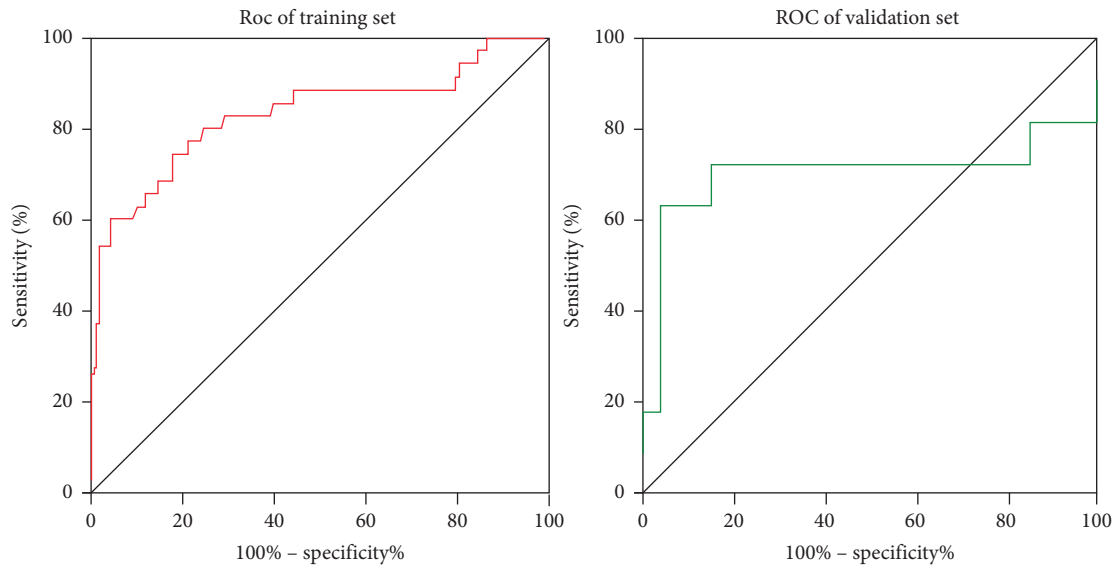 Roc of training set
100
80
60
40
20
0
Sensitivity (%)
0 20 40 60 80 100
100% – specificity%
ROC of validation set
100
80
60
40
20
0
Sensitivity (%)
0 20 40 60 80 100
100% – specificity%